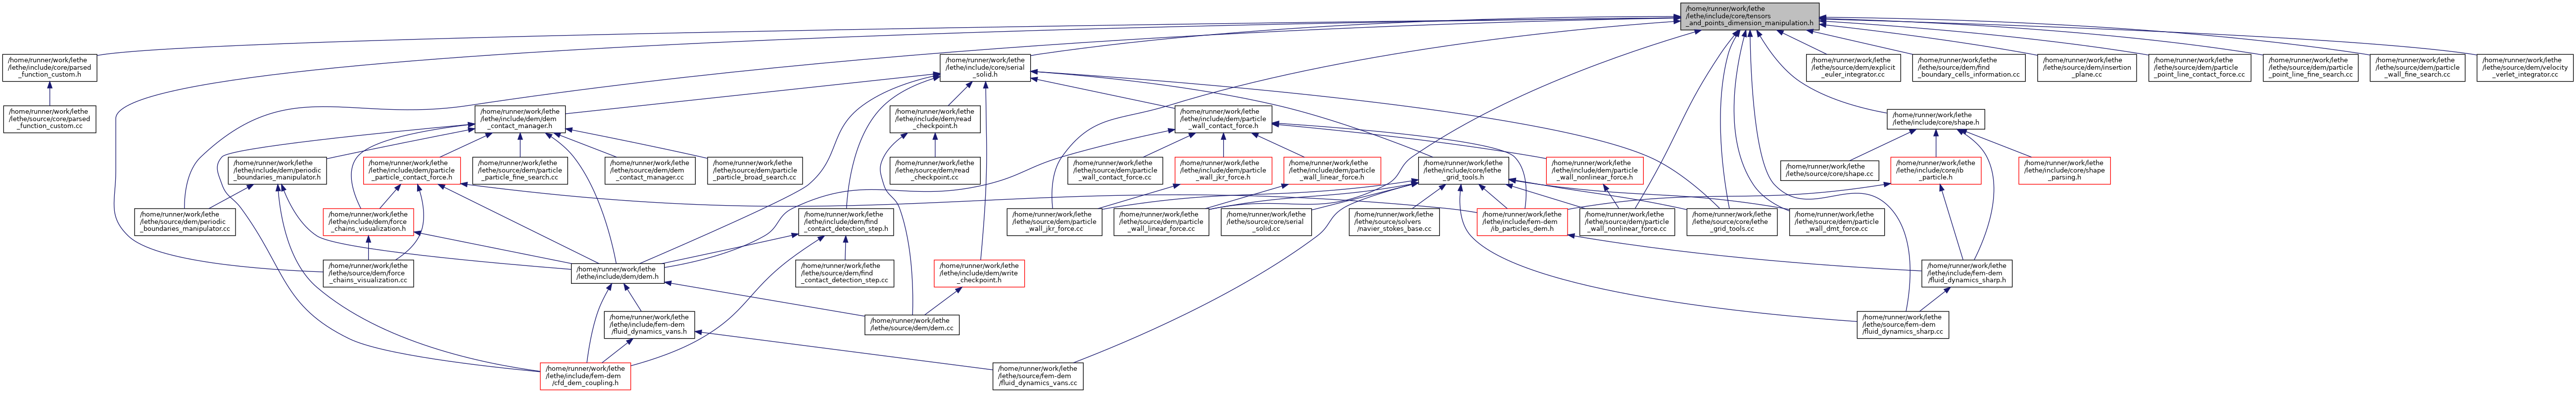 /home/runner/work/lethe
/lethe/include/core/tensors
_and_points_dimension_manipulation.h
/home/runner/work/lethe
/lethe/include/core/parsed
_function_custom.h
/home/runner/work/lethe
/lethe/include/core/serial
_solid.h
/home/runner/work/lethe
/lethe/source/dem/explicit
_euler_integrator.cc
/home/runner/work/lethe
/lethe/source/dem/find
_boundary_cells_information.cc
/home/runner/work/lethe
/lethe/source/dem/insertion
_plane.cc
/home/runner/work/lethe
/lethe/source/dem/particle
_point_line_contact_force.cc
/home/runner/work/lethe
/lethe/source/dem/particle
_point_line_fine_search.cc
/home/runner/work/lethe
/lethe/source/dem/particle
_wall_fine_search.cc
/home/runner/work/lethe
/lethe/source/dem/velocity
_verlet_integrator.cc
/home/runner/work/lethe
/lethe/source/core/parsed
_function_custom.cc
/home/runner/work/lethe
/lethe/include/dem/dem
_contact_manager.h
/home/runner/work/lethe
/lethe/include/dem/read
_checkpoint.h
/home/runner/work/lethe
/lethe/include/dem/particle
_wall_contact_force.h
/home/runner/work/lethe
/lethe/include/core/shape.h
/home/runner/work/lethe
/lethe/include/dem/periodic
_boundaries_manipulator.h
/home/runner/work/lethe
/lethe/include/dem/particle
_particle_contact_force.h
/home/runner/work/lethe
/lethe/source/dem/particle
_particle_fine_search.cc
/home/runner/work/lethe
/lethe/source/dem/dem
_contact_manager.cc
/home/runner/work/lethe
/lethe/source/dem/particle
_particle_broad_search.cc
/home/runner/work/lethe
/lethe/source/dem/read
_checkpoint.cc
/home/runner/work/lethe
/lethe/source/dem/particle
_wall_contact_force.cc
/home/runner/work/lethe
/lethe/include/dem/particle
_wall_jkr_force.h
/home/runner/work/lethe
/lethe/include/dem/particle
_wall_linear_force.h
/home/runner/work/lethe
/lethe/include/core/lethe
_grid_tools.h
/home/runner/work/lethe
/lethe/include/dem/particle
_wall_nonlinear_force.h
/home/runner/work/lethe
/lethe/source/core/shape.cc
/home/runner/work/lethe
/lethe/include/core/ib
_particle.h
/home/runner/work/lethe
/lethe/include/core/shape
_parsing.h
/home/runner/work/lethe
/lethe/source/dem/periodic
_boundaries_manipulator.cc
/home/runner/work/lethe
/lethe/include/dem/force
_chains_visualization.h
/home/runner/work/lethe
/lethe/include/dem/find
_contact_detection_step.h
/home/runner/work/lethe
/lethe/source/dem/particle
_wall_jkr_force.cc
/home/runner/work/lethe
/lethe/source/dem/particle
_wall_linear_force.cc
/home/runner/work/lethe
/lethe/source/core/serial
_solid.cc
/home/runner/work/lethe
/lethe/source/solvers
/navier_stokes_base.cc
/home/runner/work/lethe
/lethe/include/fem-dem
/ib_particles_dem.h
/home/runner/work/lethe
/lethe/source/dem/particle
_wall_nonlinear_force.cc
/home/runner/work/lethe
/lethe/source/core/lethe
_grid_tools.cc
/home/runner/work/lethe
/lethe/source/dem/particle
_wall_dmt_force.cc
/home/runner/work/lethe
/lethe/source/dem/force
_chains_visualization.cc
/home/runner/work/lethe
/lethe/include/dem/dem.h
/home/runner/work/lethe
/lethe/source/dem/find
_contact_detection_step.cc
/home/runner/work/lethe
/lethe/include/dem/write
_checkpoint.h
/home/runner/work/lethe
/lethe/include/fem-dem
/fluid_dynamics_sharp.h
/home/runner/work/lethe
/lethe/include/fem-dem
/fluid_dynamics_vans.h
/home/runner/work/lethe
/lethe/source/dem/dem.cc
/home/runner/work/lethe
/lethe/source/fem-dem
/fluid_dynamics_sharp.cc
/home/runner/work/lethe
/lethe/include/fem-dem
/cfd_dem_coupling.h
/home/runner/work/lethe
/lethe/source/fem-dem
/fluid_dynamics_vans.cc